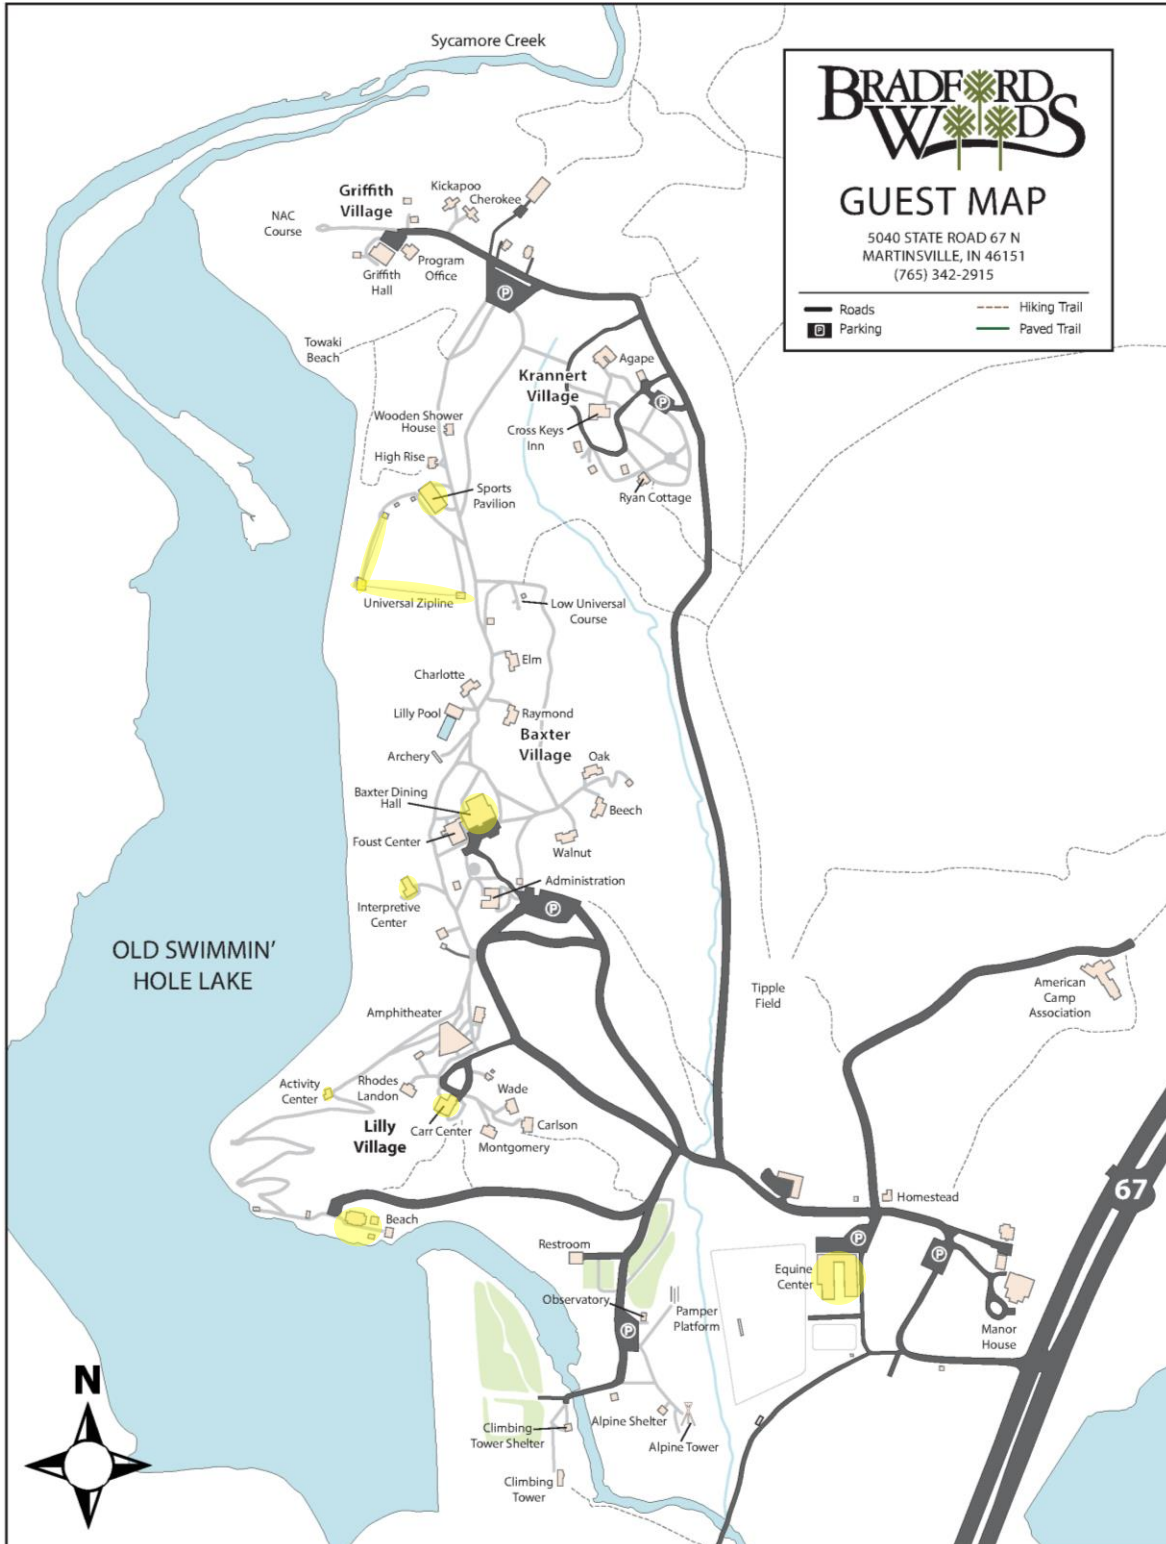 Sycamore Creek
BRADFORD
WOODS
GUEST MAP
5040 STATE ROAD 67 N
MARTINSVILLE, IN 46151
(765) 342-2915
Roads
Hiking Trail
P
Parking
Paved Trail
Griffith
Village
Kickapoo
Cherokee
NAC
Course
Griffith
Hall
Program
Office
P
Towaki
Beach
Agape
Krannert
Village
P
Wooden Shower
House
Cross Keys
Inn
High Rise
Sports
Pavilion
Ryan Cottage
Universal Zipline
Low Universal
Course
Elm
Charlotte
Lilly Pool
Raymond
Baxter
Village
Archery
Oak
Baxter Dining
Hall
Beech
Foust Center
Walnut
Administration
Interpretive
Center
P
OLD SWIMMIN'
HOLE LAKE
Tipple
Field
American
Camp
Association
Amphitheater
Activity
Center
Rhodes
Landon
Wade
Lilly
Village
Carr Center
Carlson
Montgomery
67
Homestead
Beach
Restroom
P
P
Equine
Center
Observatory
Pamper
Platform
P
Manor
House
N
Climbing
Tower Shelter
Alpine Shelter
Alpine Tower
Climbing
Tower